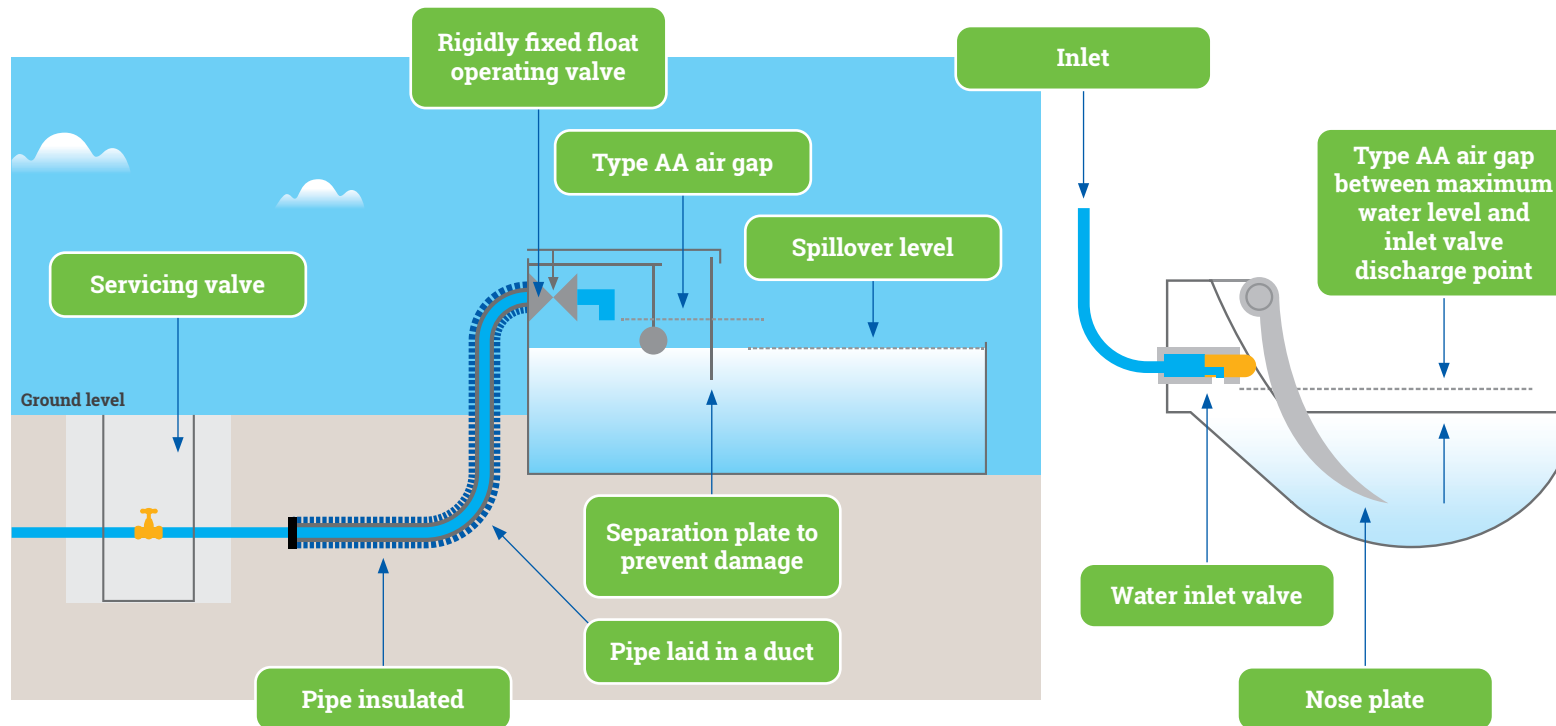 Rigidly fixed float
operating valve
Inlet
Type AA air gap
Type AA air gap
between maximum
water level and
inlet valve
discharge point
Spillover level
Servicing valve
Ground level
Separation plate to
prevent damage
Water inlet valve
Pipe laid in a duct
Pipe insulated
Nose plate